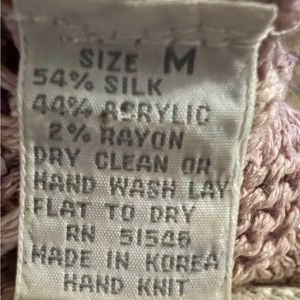 SIZE M
54% SILK
44% ACRYLIC
2% RAYON
DRY CLEAN OR
HAND WASH LAY
FLAT TO DRY
RN 51546
MADE IN KOREA
HAND KNIT